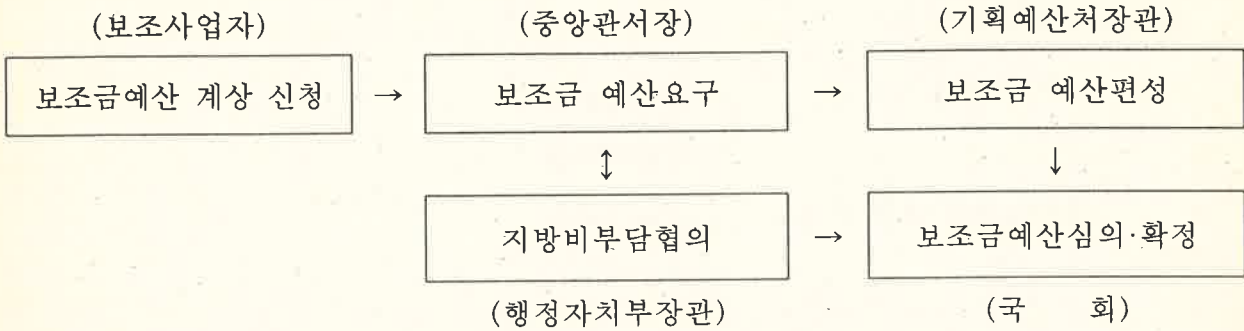 (보조사업자) (중앙관서장) (기획예산처장관)
보조금예산 계상 신청 → 보조금 예산요구 → 보조금 예산편성
↕ ↓
지방비부담협의 → 보조금예산심의·확정
(행정자치부장관) (국 회)